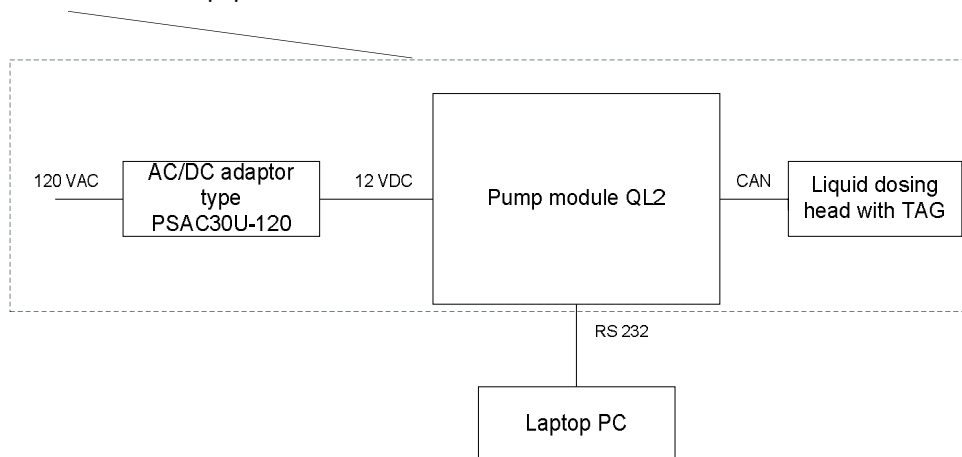 120 VAC
AC/DC adaptor
type
PSAC30U-120
12 VDC
Pump module QL2
CAN
Liquid dosing
head with TAG
RS 232
Laptop PC